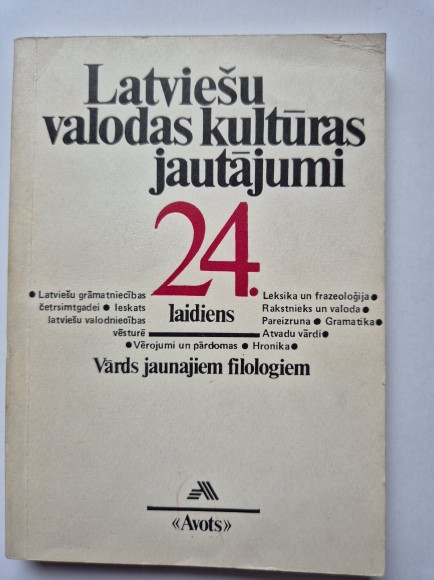 Latviešu
valodas kultūras
jautājumi
24.
laidiens
● Latviešu grāmatniecības
četrsimtgadei ● Ieskats
latviešu valodniecības
vēsturē
Leksika un frazeoloģija ●
Rakstnieks un valoda ●
Pareizruna ● Gramatika ●
Atvadu vārdi ●
● Vērojumi un pārdomas ● Hronika ●
Vārds jaunajiem filologiem
«Avots»